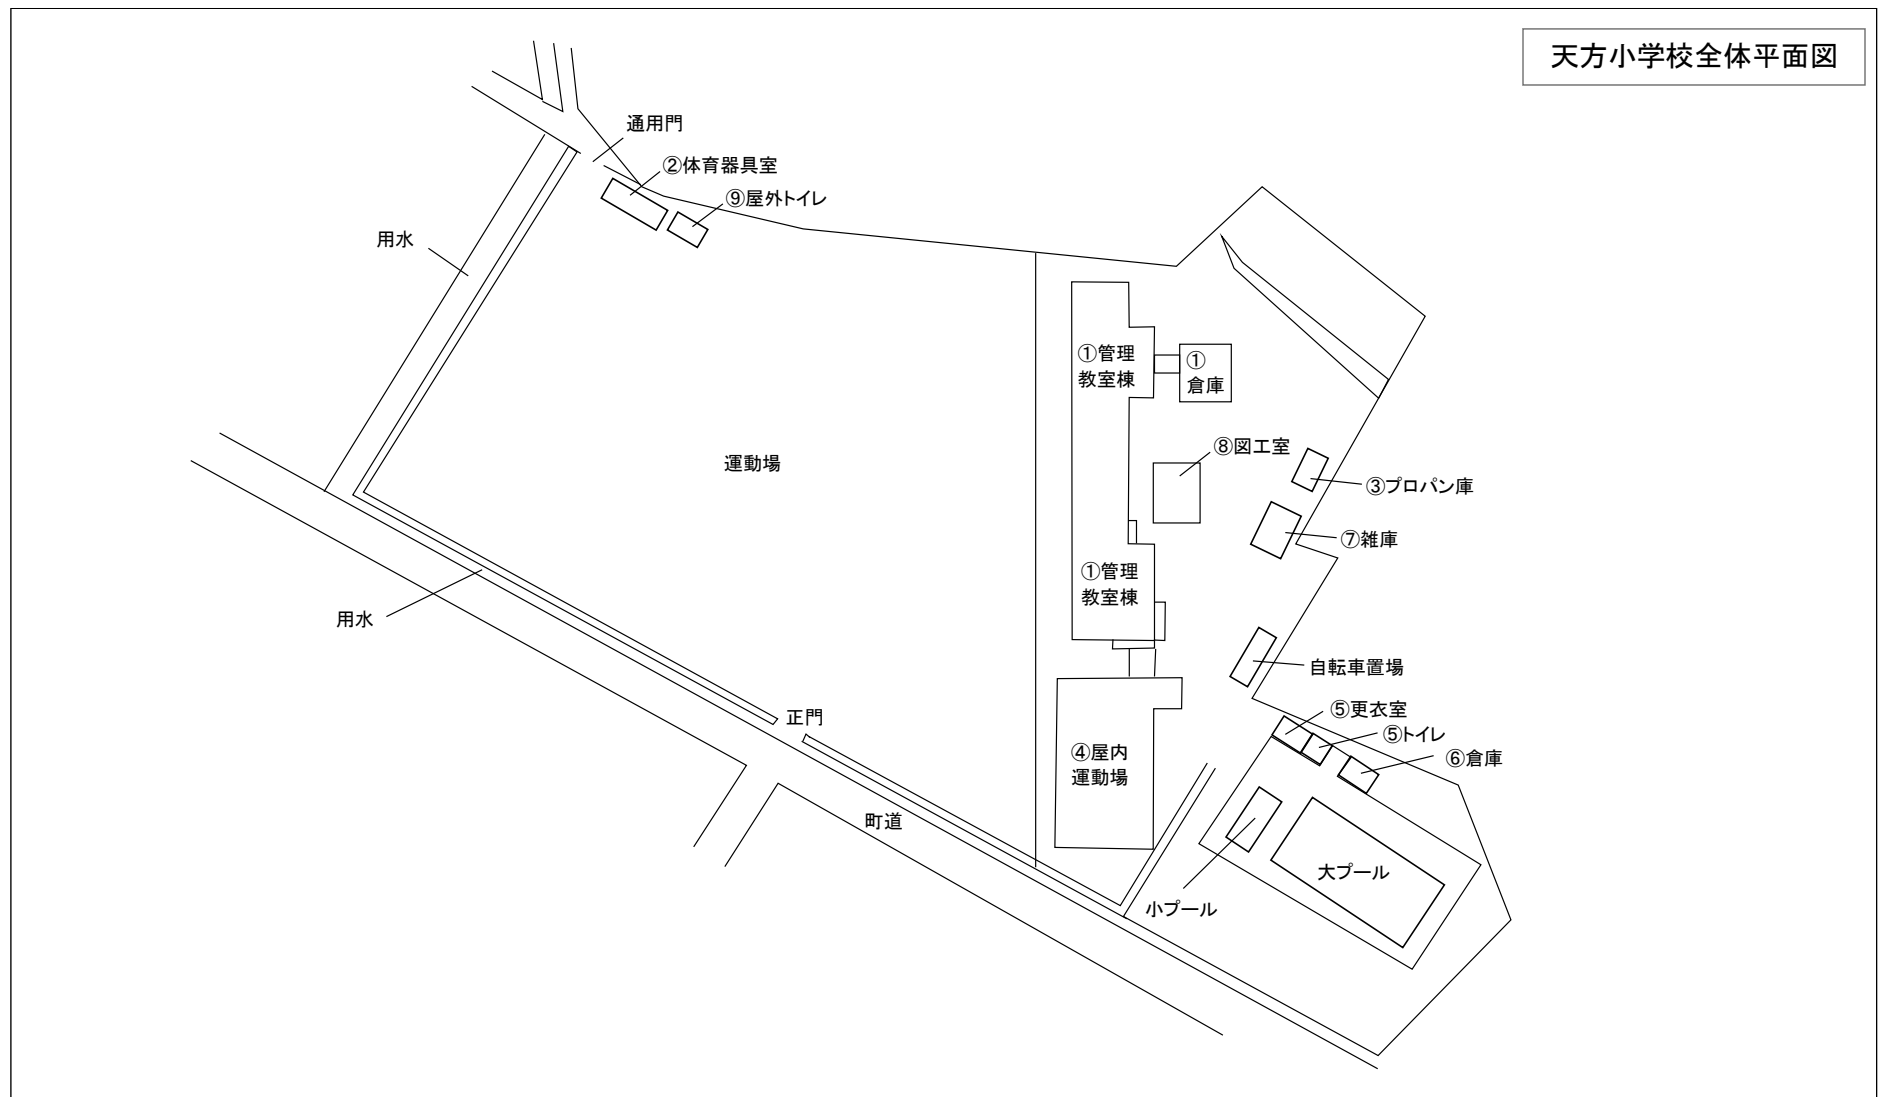 天方小学校全体平面図
通用門
②体育器具室
⑨屋外トイレ
用水
①管理
教室棟
①
倉庫
⑧図工室
運動場
③プロパン庫
⑦雑庫
①管理
教室棟
用水
自転車置場
正門
⑤更衣室
⑤トイレ
④屋内
運動場
⑥倉庫
町道
大プール
小プール